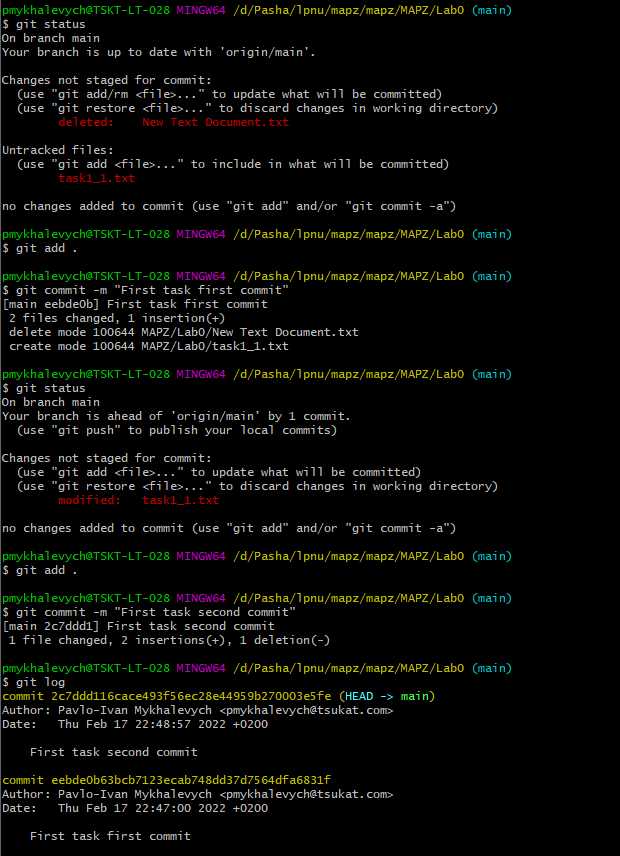 pmykhalevych@TSKT-LT-028 MINGW64 /d/Pasha/lpnu/mapz/mapz/MAPZ/Lab0 (main)
$ git status
On branch main
Your branch is up to date with 'origin/main'.

Changes not staged for commit:
  (use "git add/rm <file>..." to update what will be committed)
  (use "git restore <file>..." to discard changes in working directory)
        deleted:    New Text Document.txt

Untracked files:
  (use "git add <file>..." to include in what will be committed)
        task1_1.txt

no changes added to commit (use "git add" and/or "git commit -a")

pmykhalevych@TSKT-LT-028 MINGW64 /d/Pasha/lpnu/mapz/mapz/MAPZ/Lab0 (main)
$ git add .

pmykhalevych@TSKT-LT-028 MINGW64 /d/Pasha/lpnu/mapz/mapz/MAPZ/Lab0 (main)
$ git commit -m "First task first commit"
[main eebde0b] First task first commit
 2 files changed, 1 insertion(+)
 delete mode 100644 MAPZ/Lab0/New Text Document.txt
 create mode 100644 MAPZ/Lab0/task1_1.txt

pmykhalevych@TSKT-LT-028 MINGW64 /d/Pasha/lpnu/mapz/mapz/MAPZ/Lab0 (main)
$ git status
On branch main
Your branch is ahead of 'origin/main' by 1 commit.
  (use "git push" to publish your local commits)

Changes not staged for commit:
  (use "git add <file>..." to update what will be committed)
  (use "git restore <file>..." to discard changes in working directory)
        modified:   task1_1.txt

no changes added to commit (use "git add" and/or "git commit -a")

pmykhalevych@TSKT-LT-028 MINGW64 /d/Pasha/lpnu/mapz/mapz/MAPZ/Lab0 (main)
$ git add .

pmykhalevych@TSKT-LT-028 MINGW64 /d/Pasha/lpnu/mapz/mapz/MAPZ/Lab0 (main)
$ git commit -m "First task second commit"
[main 2c7ddd1] First task second commit
 1 file changed, 2 insertions(+), 1 deletion(-)

pmykhalevych@TSKT-LT-028 MINGW64 /d/Pasha/lpnu/mapz/mapz/MAPZ/Lab0 (main)
$ git log
commit 2c7ddd116cace493f56ec28e44959b270003e5fe (HEAD -> main)
Author: Pavlo-Ivan Mykhalevych <pmykhalevych@tsukat.com>
Date:   Thu Feb 17 22:48:57 2022 +0200

    First task second commit

commit eebde0b63bcb7123ecab748dd37d7564dfa6831f
Author: Pavlo-Ivan Mykhalevych <pmykhalevych@tsukat.com>
Date:   Thu Feb 17 22:47:00 2022 +0200

    First task first commit